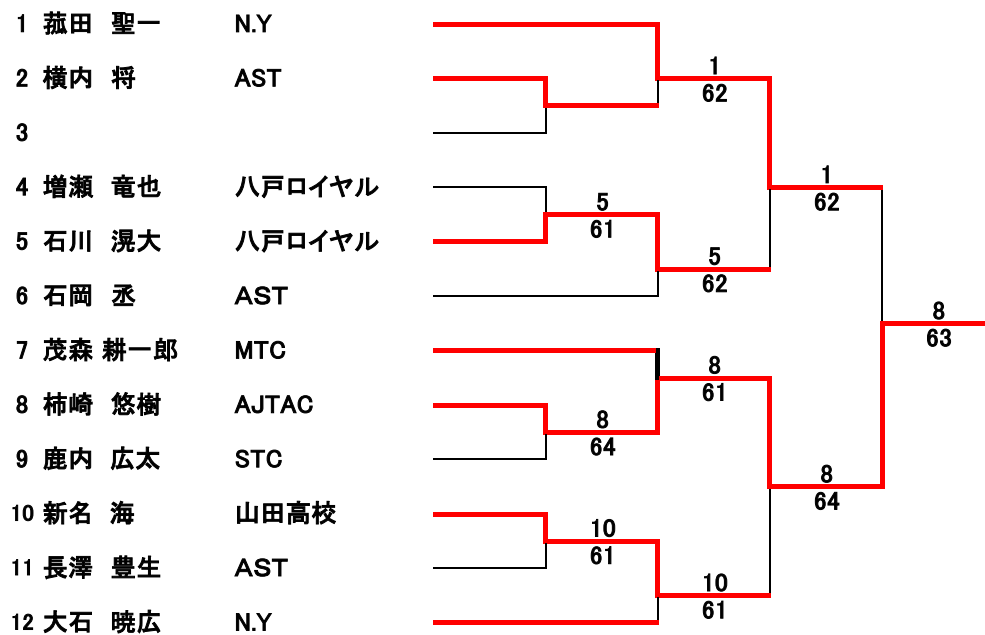 1 菰田 聖一 N.Y
2 横内 将 AST
1
62
3
4 増瀬 竜也 八戸ロイヤル
1
62
5
61
5 石川 滉大 八戸ロイヤル
5
62
6 石岡 丞 AST
8
63
7 茂森 耕一郎 MTC
8
61
8 柿崎 悠樹 AJTAC
8
64
9 鹿内 広太 STC
8
64
10 新名 海 山田高校
10
61
11 長澤 豊生 AST
10
61
12 大石 暁広 N.Y